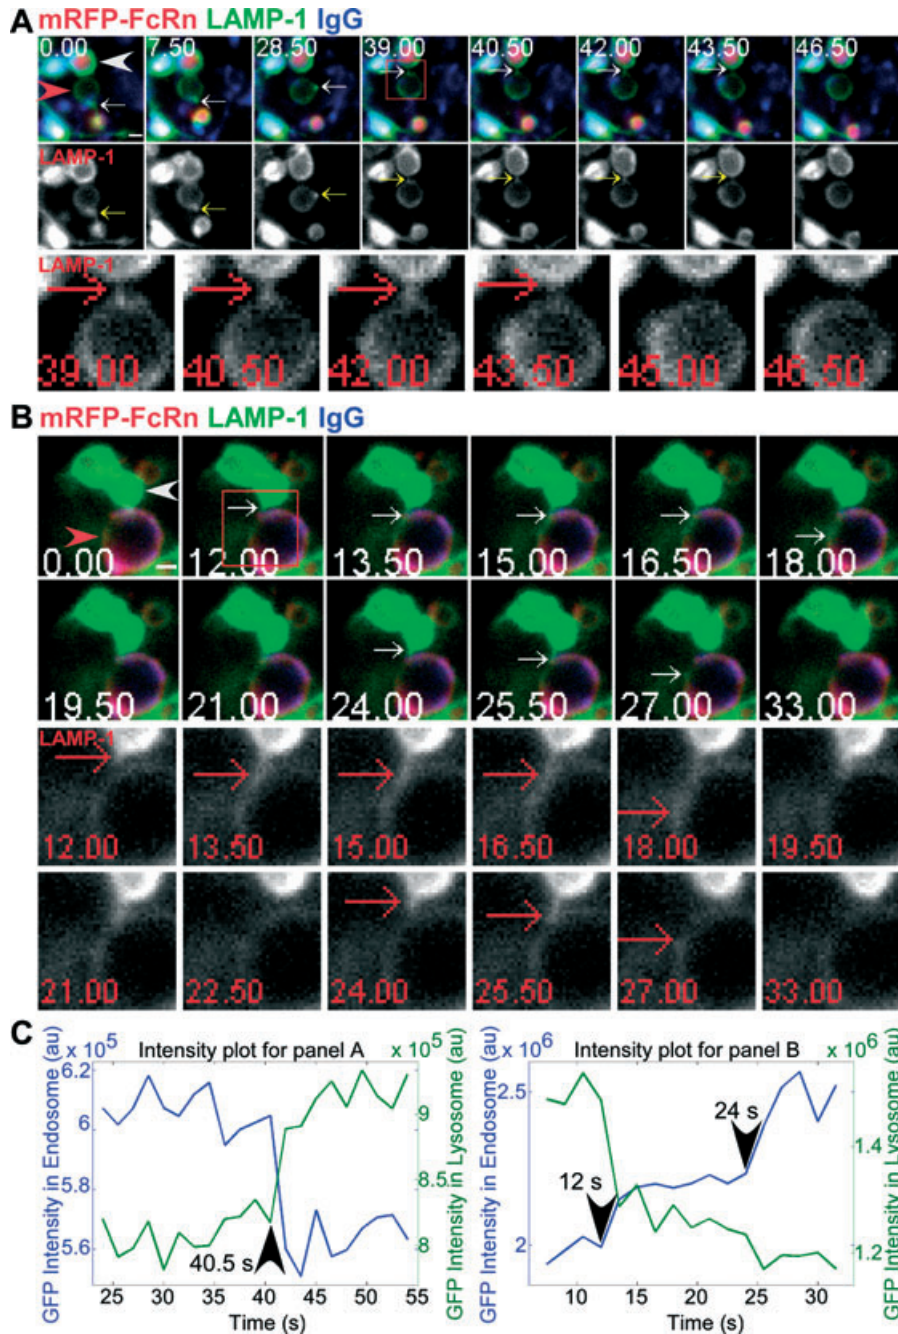 A mRFP-FcRn LAMP-1 IgG
0.00 7.50 28.50 39.00 40.50 42.00 43.50 46.50
LAMP-1
LAMP-1
39.00 40.50 42.00 43.50 45.00 46.50
B mRFP-FcRn LAMP-1 IgG
0.00 12.00 13.50 15.00 16.50 18.00
19.50 21.00 24.00 25.50 27.00 33.00
LAMP-1
12.00 13.50 15.00 16.50 18.00 19.50
21.00 22.50 24.00 25.50 27.00 33.00
C
GFP Intensity in Endosome (au)
x 10⁵
Intensity plot for panel A
x 10⁵
GFP Intensity in Lysosome (au)
6.2
6
5.8
5.6
9
8.5
8
40.5 s
25 30 35 40 45 50 55
Time (s)
GFP Intensity in Endosome (au)
x 10⁶
Intensity plot for panel B
x 10⁶
GFP Intensity in Lysosome (au)
2.5
2
1.6
1.4
1.2
12 s
24 s
10 15 20 25 30
Time (s)